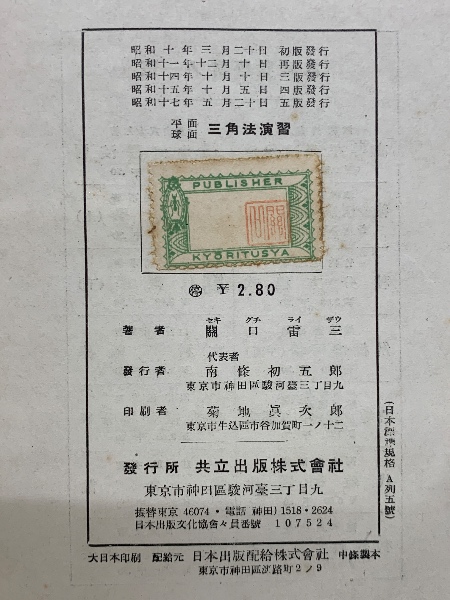 昭和十年三月二十日 初版發行
昭和十一年十二月十日 再版發行
昭和十四年十月十日 三版發行
昭和十五年十月五日 四版發行
昭和十七年五月二十日 五版發行
平面
球面 三角法演習
PUBLISHER
KYŌRITUSYA
停 ¥2.80
セキ グチ ライ ザウ
著者 關口雷三
代表者
發行者 南條初五郎
東京市神田區駿河臺三丁目九
印刷者 菊地眞次郎
東京市牛込區市谷加賀町一ノ十二
發行所 共立出版株式會社
東京市神田區駿河臺三丁目九
振替東京 46074・電話 神田) 1518・2624
日本出版文化協會々員番號 107524
(日本標準規格 A列五號)
大日本印刷 配給元 日本出版配給株式會社 中條製本
東京市神田區淡路町2ノ9